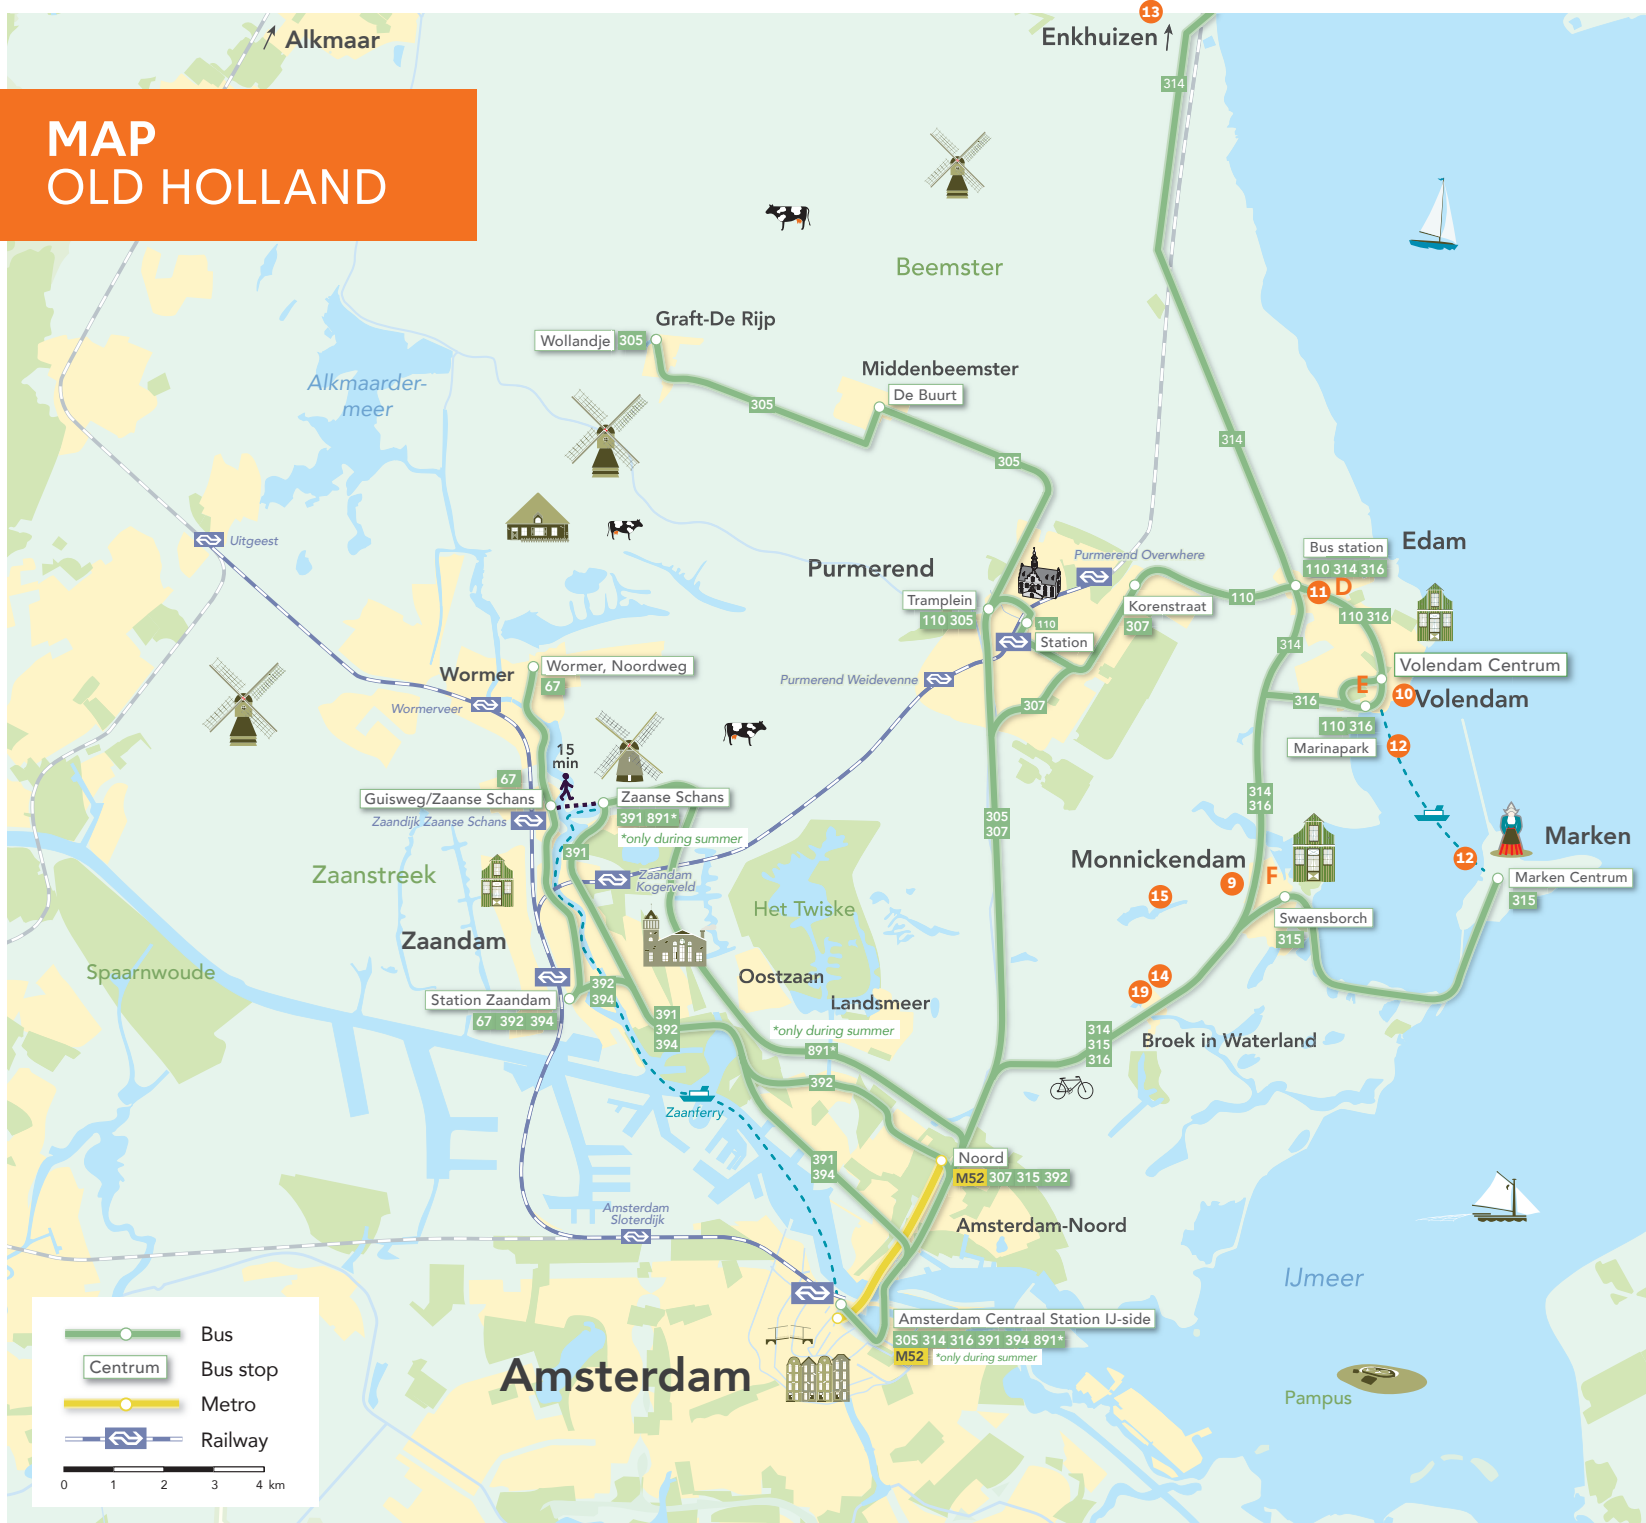 13
Alkmaar
Enkhuizen
314
MAP
OLD HOLLAND
Beemster
Graft-De Rijp
Wollandje 305
Alkmaarder-
meer
Middenbeemster
De Buurt
305
314
305
Uitgeest
Edam
Bus station
110 314 316
11 D
Purmerend Overwhere
Purmerend
Tramplein
110 305
Korenstraat
307
110
110 316
110
Station
314
Wormer
Wormer, Noordweg
67
Volendam Centrum
E
10
Volendam
Purmerend Weidevenne
Wormerveer
307
316
110 316
Marinapark
12
15
min
67
Guisweg/Zaanse Schans
Zaanse Schans
391 891*
*only during summer
Zaandijk Zaanse Schans
314
316
305
307
391
Marken
12
Monnickendam
Zaanstreek
Zaandam
Kogerveld
9
F
15
Marken Centrum
315
Het Twiske
Swaensborch
315
Zaandam
Spaarnwoude
Oostzaan
14
19
392
394
Station Zaandam
67 392 394
Landsmeer
391
392
394
*only during summer
891*
314
315
316
Broek in Waterland
392
Zaanferry
391
394
Noord
M52 307 315 392
Amsterdam
Sloterdijk
Amsterdam-Noord
IJmeer
Amsterdam Centraal Station IJ-side
305 314 316 391 394 891*
M52 *only during summer
Amsterdam
Pampus
Bus
Centrum
Bus stop
Metro
Railway
0 1 2 3 4 km